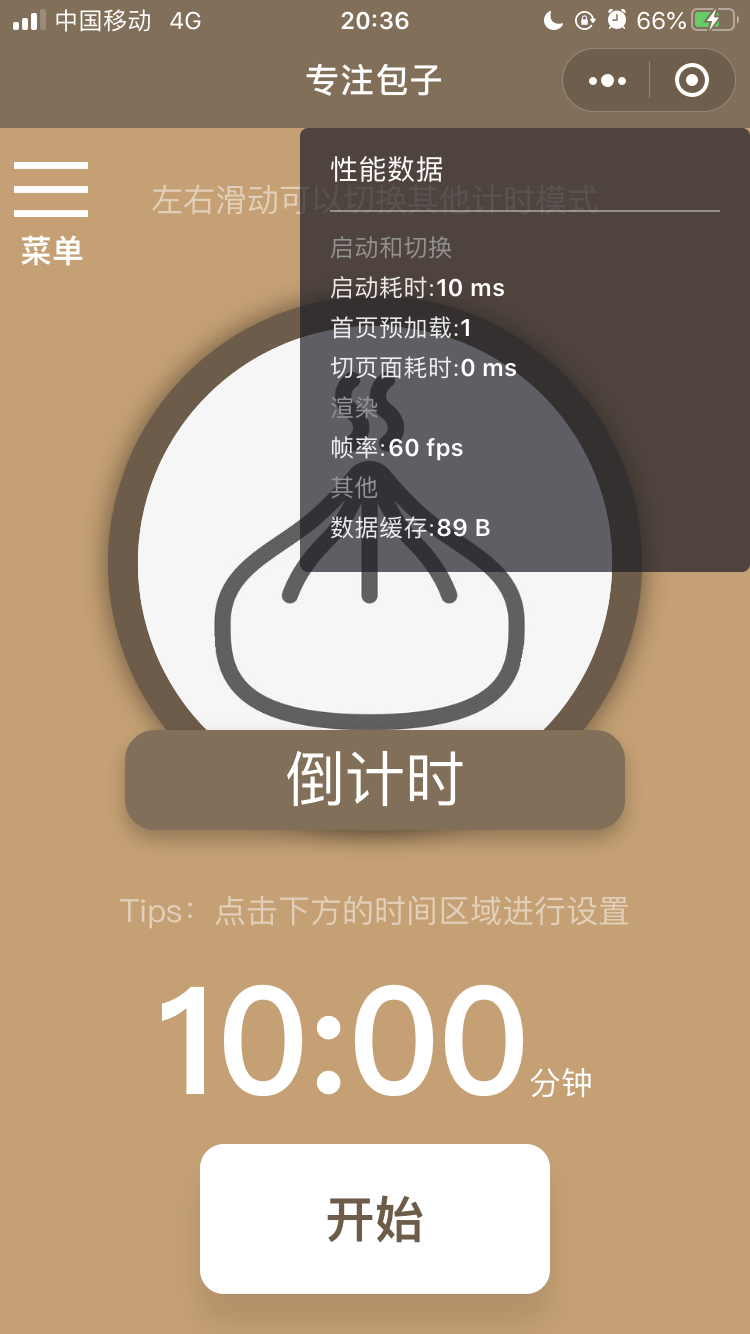 中国移动 4G 20:36 66%
专注包子
菜单
左右滑动可以切换其他计时模式
性能数据
启动和切换
启动耗时:10 ms
首页预加载:1
切页面耗时:0 ms
渲染
帧率:60 fps
其他
数据缓存:89 B
倒计时
Tips：点击下方的时间区域进行设置
10:00分钟
开始